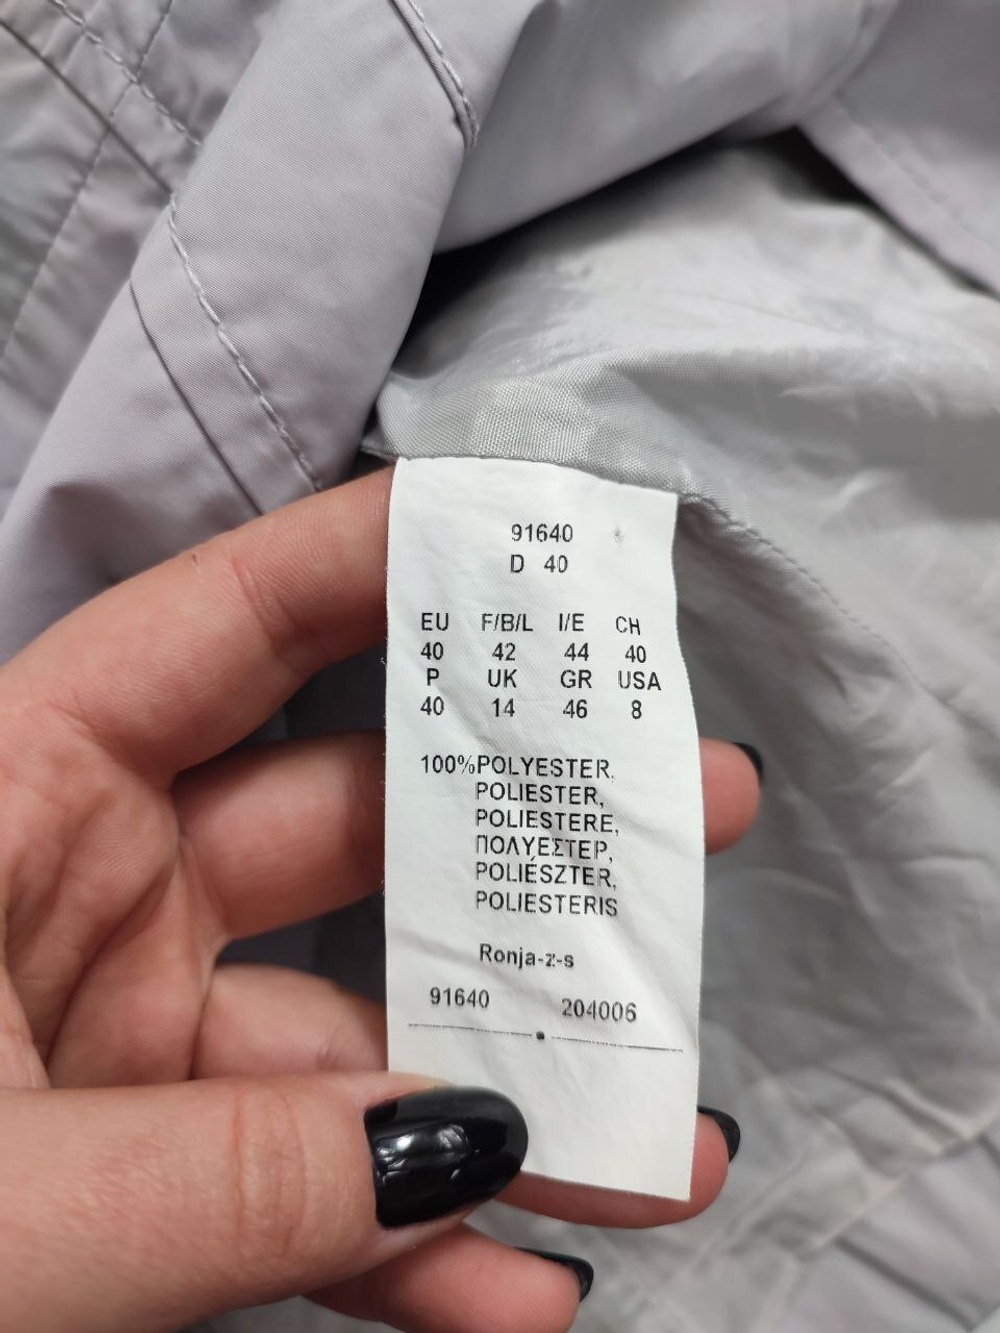 91640
D 40
EU F/B/L I/E CH
40 42 44 40
P UK GR USA
40 14 46 8
100%POLYESTER,
POLIESTER,
POLIESTERE,
ΠΟΛΥΕΣΤΕΡ,
POLIÉSZTER,
POLIESTERIS
Ronja-z-s
91640 204006